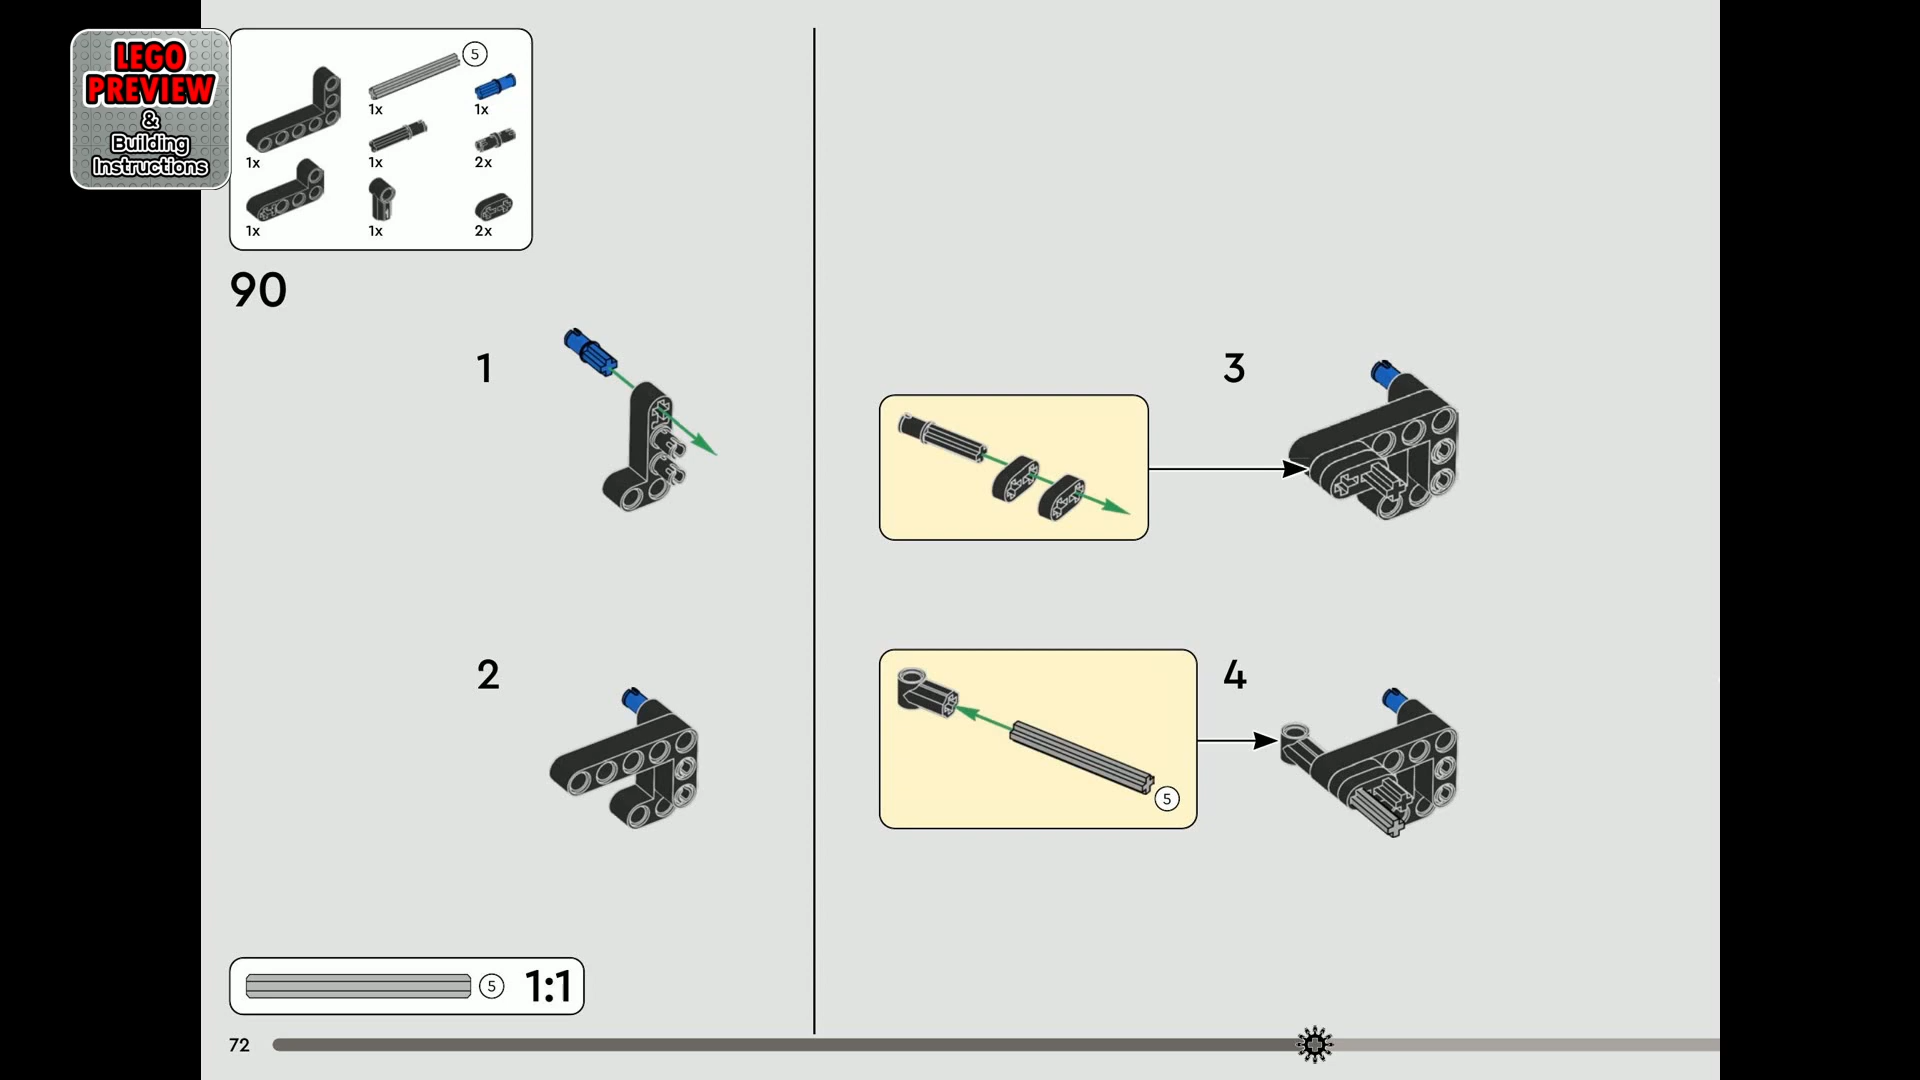 LEGO
PREVIEW
&
Building
Instructions
5
1x
1x
1x
1x
2x
1x
1x
2x
90
1
2
3
4
5
5
1:1
72